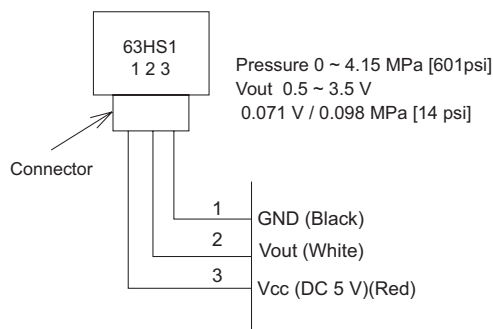 63HS1
1 2 3
Pressure 0 ~ 4.15 MPa [601psi]
Vout 0.5 ~ 3.5 V
0.071 V / 0.098 MPa [14 psi]
Connector
1
GND (Black)
2
Vout (White)
3
Vcc (DC 5 V)(Red)